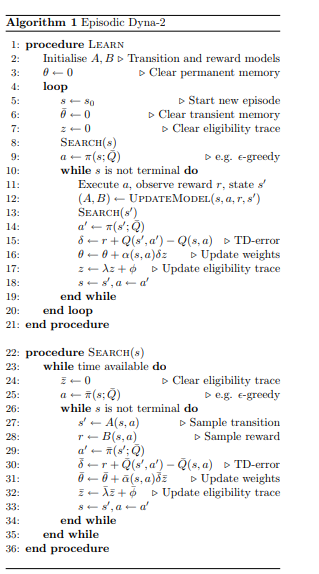 Algorithm 1 Episodic Dyna-2
1: procedure LEARN
2: Initialise A, B ▷ Transition and reward models
3: θ ← 0 ▷ Clear permanent memory
4: loop
5: s ← s₀ ▷ Start new episode
6: θ̄ ← 0 ▷ Clear transient memory
7: z ← 0 ▷ Clear eligibility trace
8: SEARCH(s)
9: a ← π(s; Q̄) ▷ e.g. ϵ-greedy
10: while s is not terminal do
11: Execute a, observe reward r, state s′
12: (A, B) ← UPDATEMODEL(s, a, r, s′)
13: SEARCH(s′)
14: a′ ← π(s′; Q̄)
15: δ ← r + Q(s′, a′) − Q(s, a) ▷ TD-error
16: θ ← θ + α(s, a)δz ▷ Update weights
17: z ← λz + ϕ ▷ Update eligibility trace
18: s ← s′, a ← a′
19: end while
20: end loop
21: end procedure
22: procedure SEARCH(s)
23: while time available do
24: z̄ ← 0 ▷ Clear eligibility trace
25: a ← π̄(s; Q̄) ▷ e.g. ϵ-greedy
26: while s is not terminal do
27: s′ ← A(s, a) ▷ Sample transition
28: r ← B(s, a) ▷ Sample reward
29: a′ ← π̄(s′; Q̄)
30: δ̄ ← r + Q̄(s′, a′) − Q̄(s, a) ▷ TD-error
31: θ̄ ← θ̄ + ᾱ(s, a)δ̄z̄ ▷ Update weights
32: z̄ ← λ̄z̄ + ϕ̄ ▷ Update eligibility trace
33: s ← s′, a ← a′
34: end while
35: end while
36: end procedure